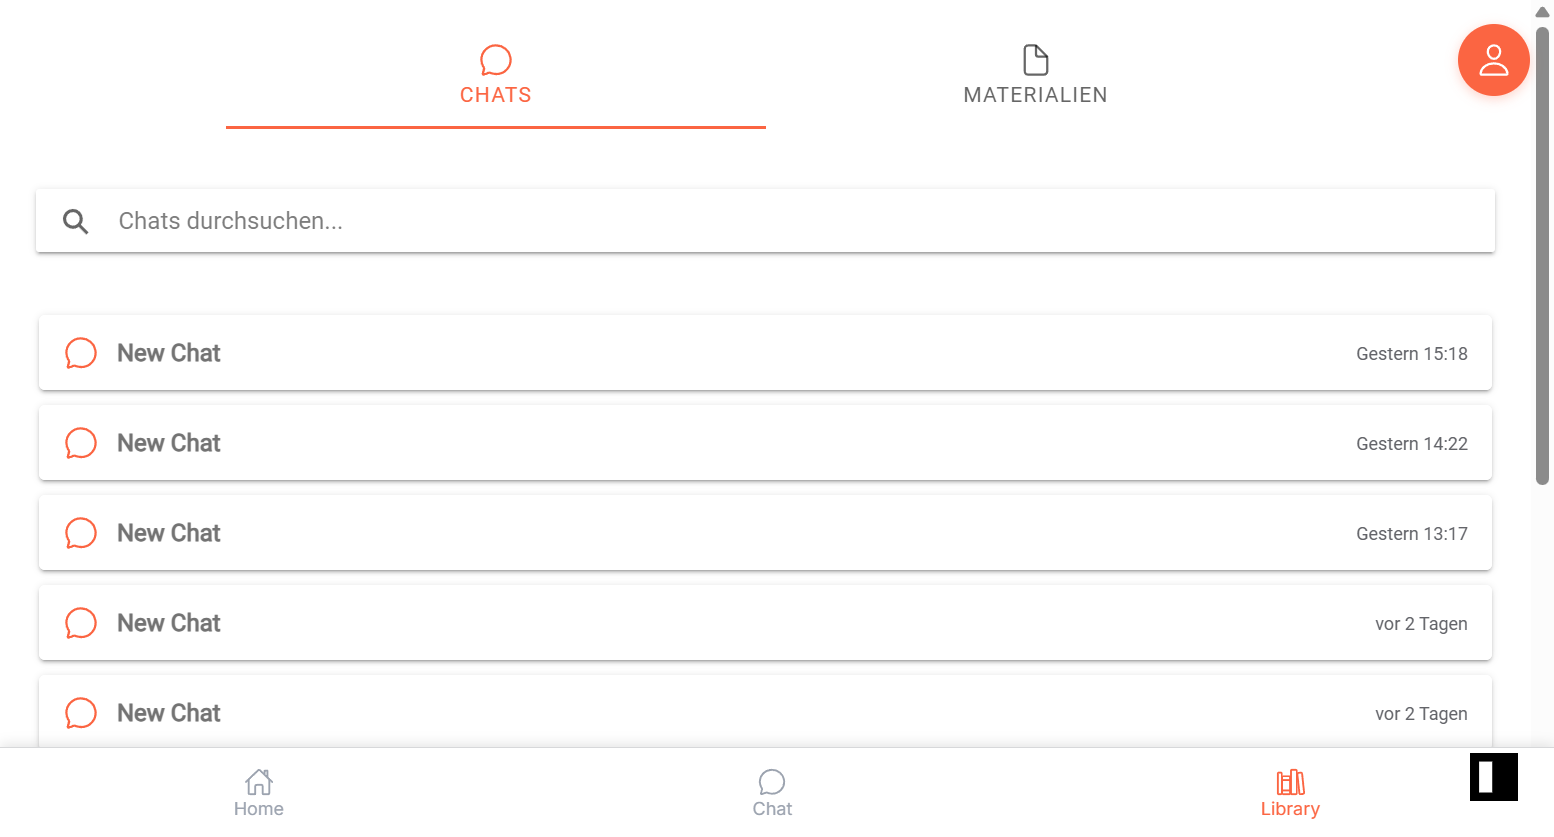 CHATS
MATERIALIEN
Chats durchsuchen...
New Chat
Gestern 15:18
New Chat
Gestern 14:22
New Chat
Gestern 13:17
New Chat
vor 2 Tagen
New Chat
vor 2 Tagen
Home
Chat
Library